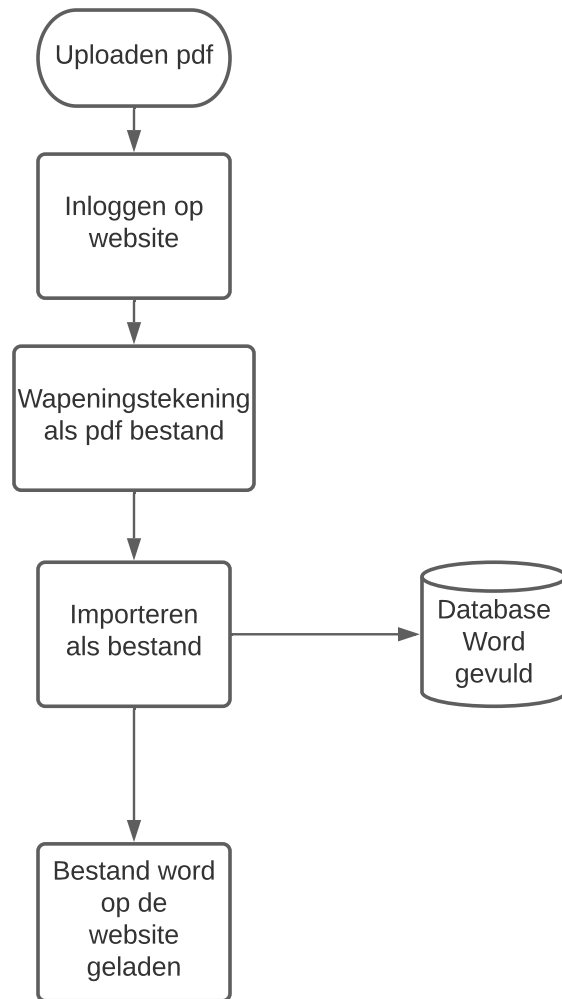 Uploaden pdf
Inloggen op
website
Wapeningstekening
als pdf bestand
Importeren
als bestand
Database
Word
gevuld
Bestand word
op de
website
geladen